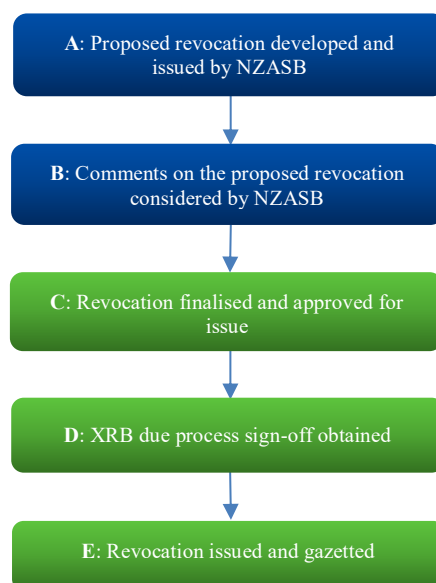 A: Proposed revocation developed and
issued by NZASB
B: Comments on the proposed revocation
considered by NZASB
C: Revocation finalised and approved for
issue
D: XRB due process sign-off obtained
E: Revocation issued and gazetted